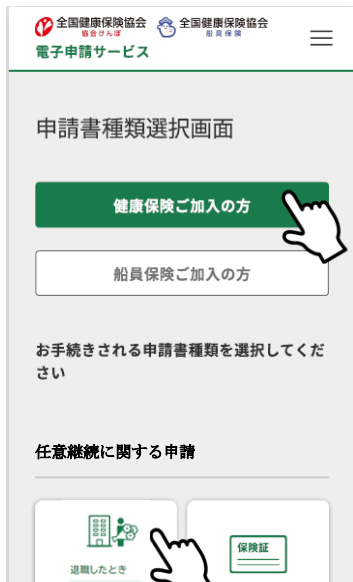 全国健康保険協会 全国健康保険協会
協会けんぽ 船員保険
電子申請サービス
申請書種類選択画面
健康保険ご加入の方
船員保険ご加入の方
お手続きされる申請書種類を選択してくだ
さい
任意継続に関する申請
保険証
退職したとき